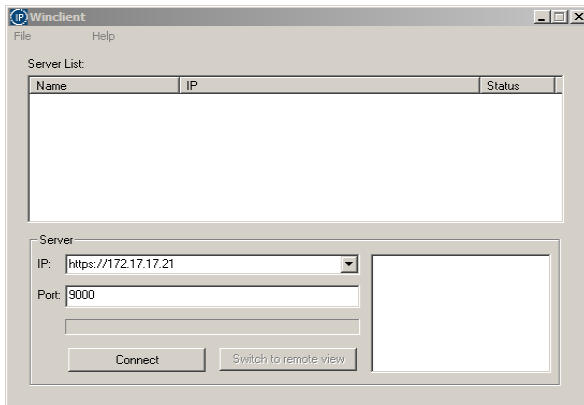 IP Winclient
File Help
Server List:
Name IP Status
Server
IP: https://172.17.17.21
Port: 9000
Connect Switch to remote view